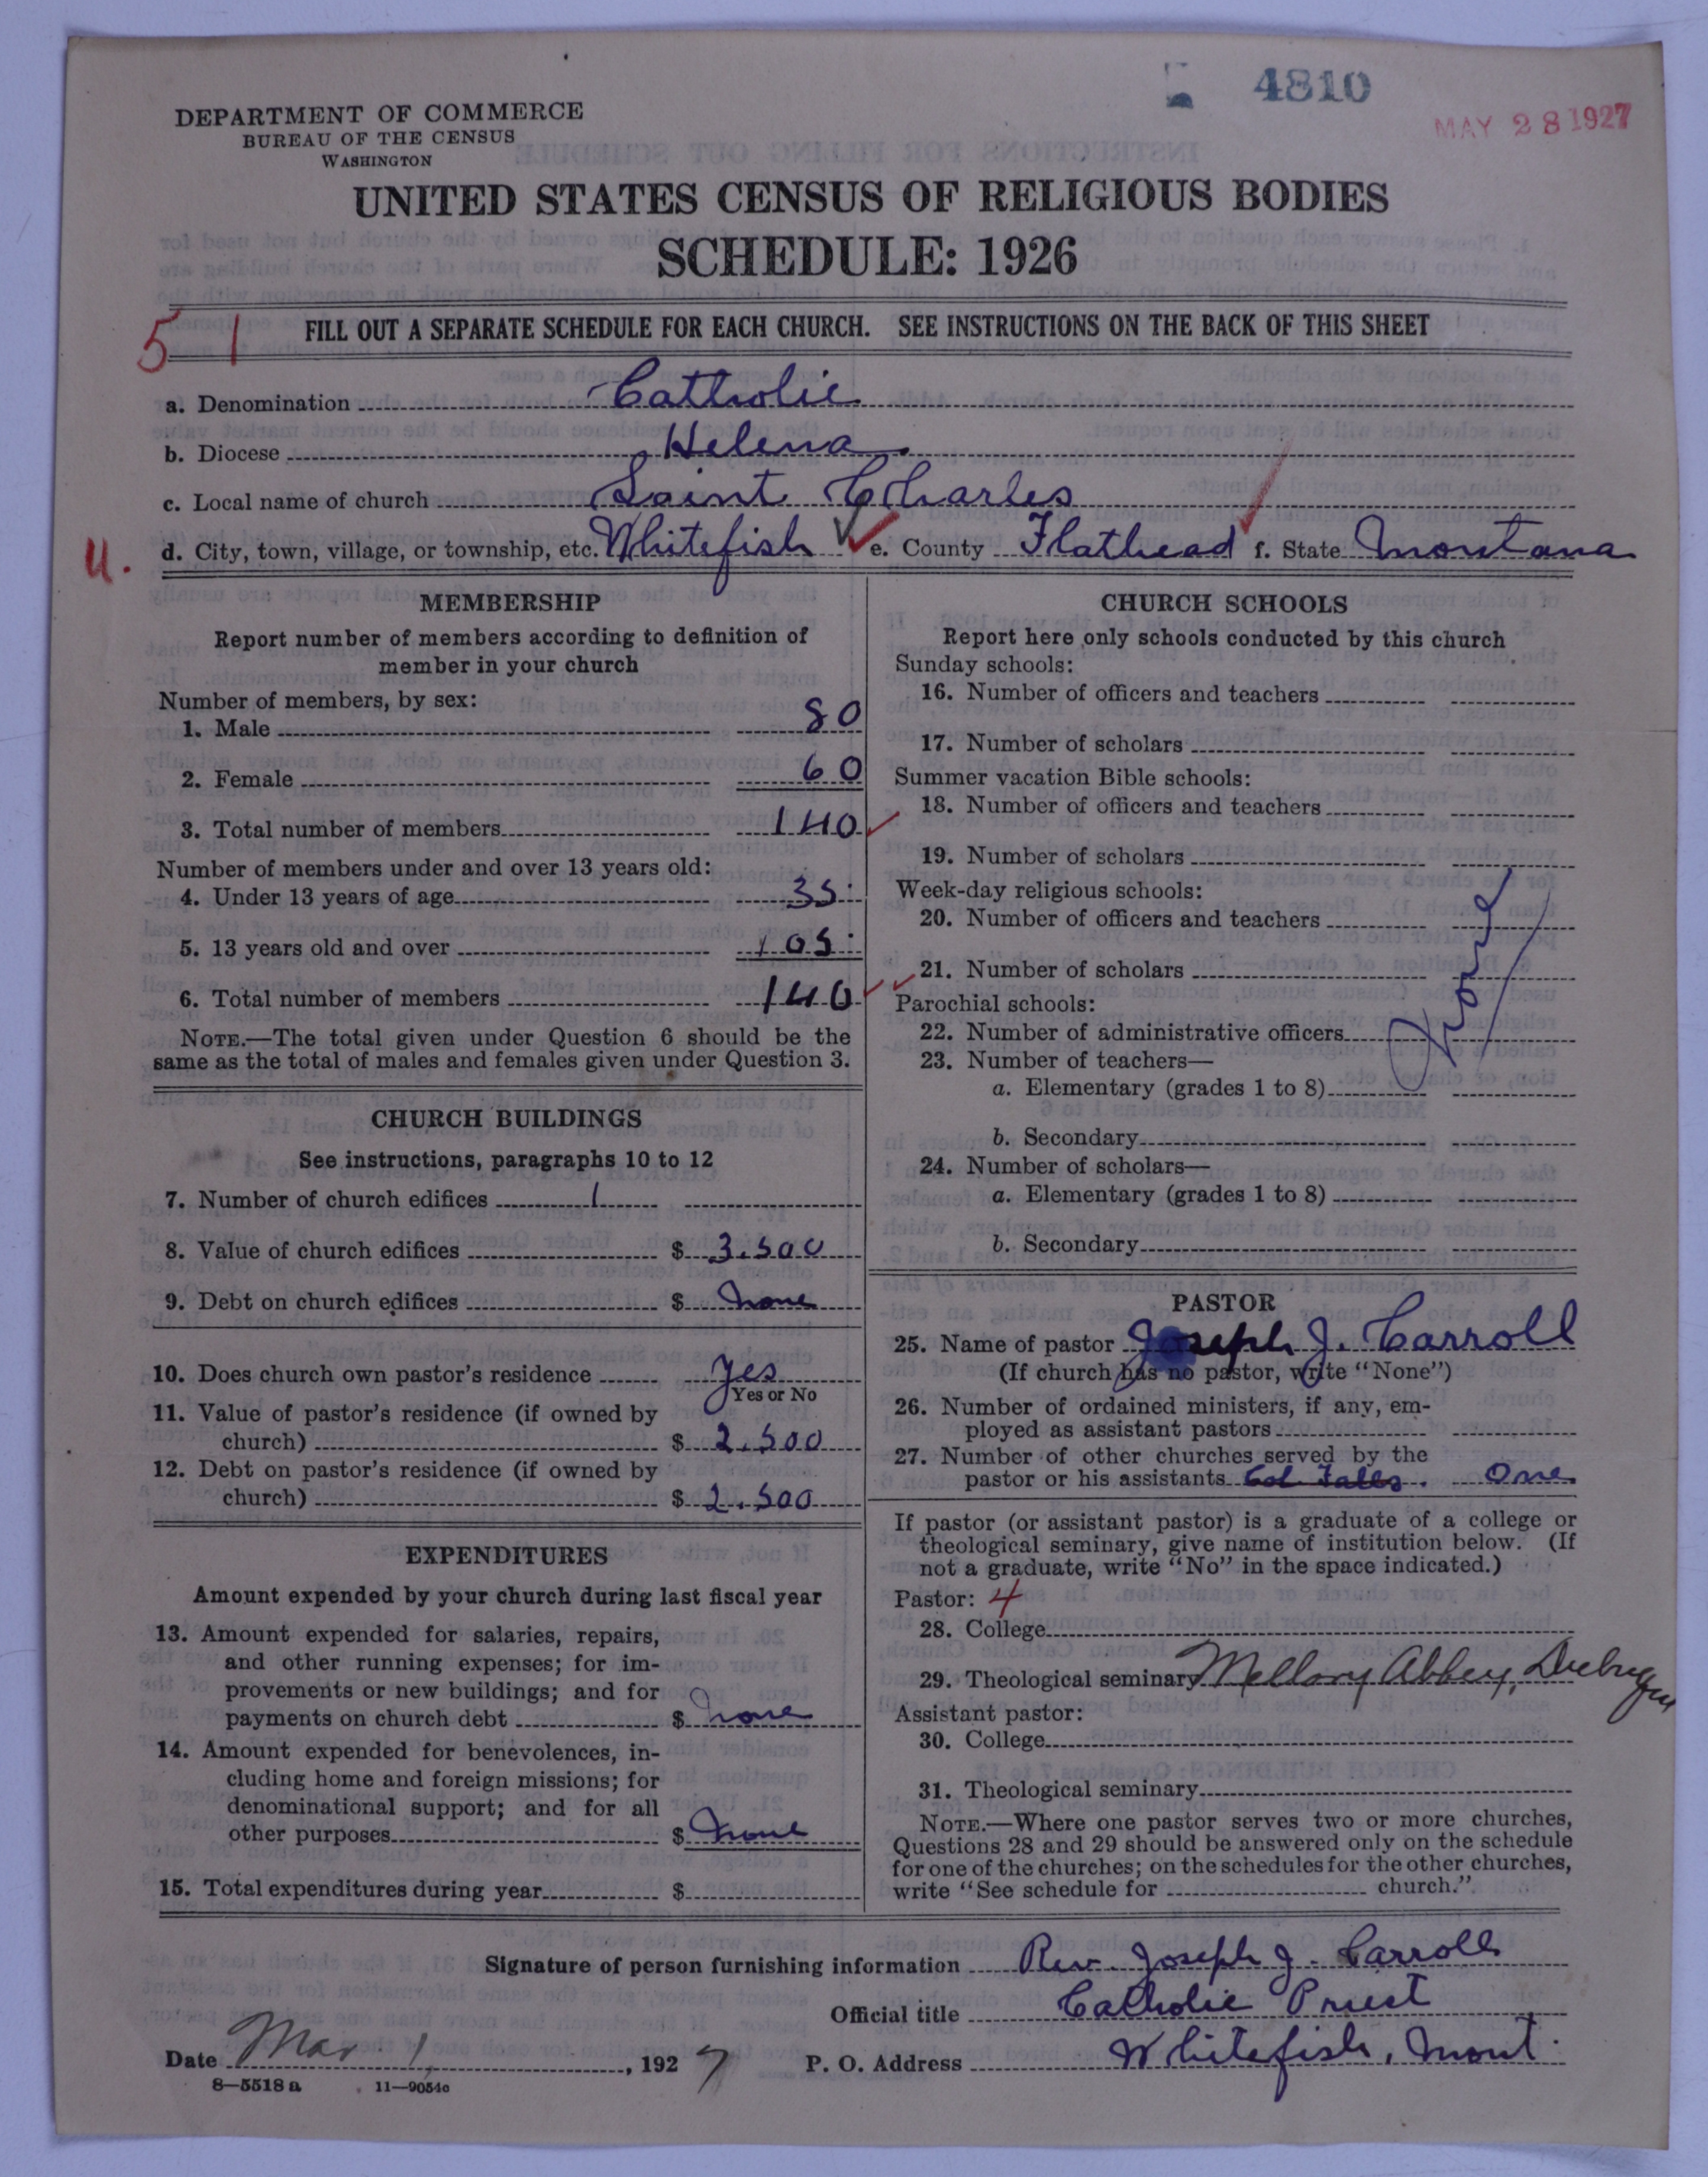 4810
MAY 28 1927
DEPARTMENT OF COMMERCE
BUREAU OF THE CENSUS
WASHINGTON
UNITED STATES CENSUS OF RELIGIOUS BODIES
SCHEDULE: 1926
5 1
FILL OUT A SEPARATE SCHEDULE FOR EACH CHURCH. SEE INSTRUCTIONS ON THE BACK OF THIS SHEET
a. Denomination Catholic
b. Diocese Helena
c. Local name of church Saint Charles
U. d. City, town, village, or township, etc. Whitefish e. County Flathead f. State Montana
MEMBERSHIP
Report number of members according to definition of
member in your church
Number of members, by sex:
1. Male 80
2. Female 60
3. Total number of members 140
Number of members under and over 13 years old:
4. Under 13 years of age 35
5. 13 years old and over 105
6. Total number of members 140
NOTE.—The total given under Question 6 should be the
same as the total of males and females given under Question 3.
CHURCH BUILDINGS
See instructions, paragraphs 10 to 12
7. Number of church edifices 1
8. Value of church edifices $ 3.500
9. Debt on church edifices $ none
10. Does church own pastor's residence Yes
Yes or No
11. Value of pastor's residence (if owned by
church) $ 2.500
12. Debt on pastor's residence (if owned by
church) $ 2.500
EXPENDITURES
Amount expended by your church during last fiscal year
13. Amount expended for salaries, repairs,
and other running expenses; for im-
provements or new buildings; and for
payments on church debt $ none
14. Amount expended for benevolences, in-
cluding home and foreign missions; for
denominational support; and for all
other purposes $ none
15. Total expenditures during year $
CHURCH SCHOOLS
Report here only schools conducted by this church
Sunday schools:
16. Number of officers and teachers
17. Number of scholars
Summer vacation Bible schools:
18. Number of officers and teachers
19. Number of scholars
Week-day religious schools:
20. Number of officers and teachers
21. Number of scholars
none
Parochial schools:
22. Number of administrative officers
23. Number of teachers—
a. Elementary (grades 1 to 8)
b. Secondary
24. Number of scholars—
a. Elementary (grades 1 to 8)
b. Secondary
PASTOR
25. Name of pastor Joseph J. Carroll
(If church has no pastor, write "None")
26. Number of ordained ministers, if any, em-
ployed as assistant pastors
27. Number of other churches served by the
pastor or his assistants Col Falls. One
If pastor (or assistant pastor) is a graduate of a college or
theological seminary, give name of institution below. (If
not a graduate, write "No" in the space indicated.)
Pastor: 4
28. College
29. Theological seminary Mellory Abbey,
Assistant pastor:
30. College
31. Theological seminary
NOTE.—Where one pastor serves two or more churches,
Questions 28 and 29 should be answered only on the schedule
for one of the churches; on the schedules for the other churches,
write "See schedule for church."
Signature of person furnishing information Rev. Joseph J. Carroll
Official title Catholic Priest
Date Mar 1, 1927 P. O. Address Whitefish, Mont.
8—5518 a 11—9054c